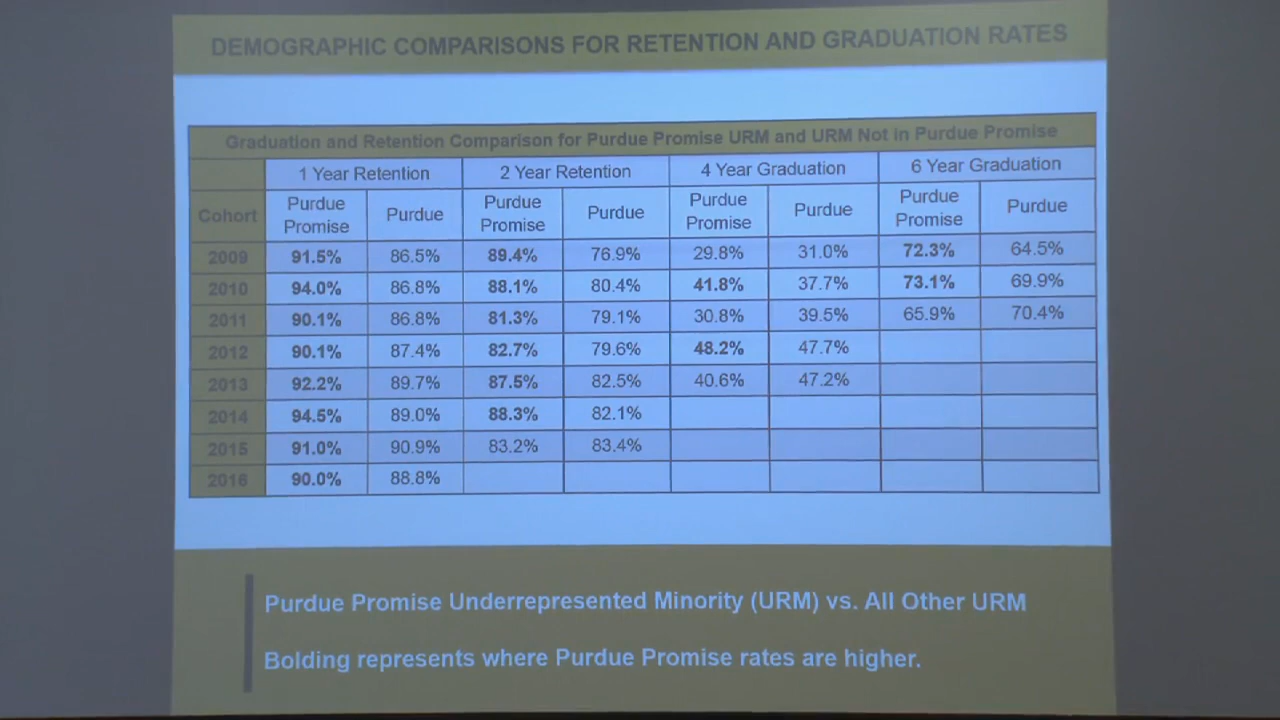 DEMOGRAPHIC COMPARISONS FOR RETENTION AND GRADUATION RATES
Graduation and Retention Comparison for Purdue Promise URM and URM Not in Purdue Promise
Cohort 1 Year Retention 2 Year Retention 4 Year Graduation 6 Year Graduation
Purdue Promise Purdue Purdue Promise Purdue Purdue Promise Purdue Purdue Promise Purdue
2009 91.5% 86.5% 89.4% 76.9% 29.8% 31.0% 72.3% 64.5%
2010 94.0% 86.8% 88.1% 80.4% 41.8% 37.7% 73.1% 69.9%
2011 90.1% 86.8% 81.3% 79.1% 30.8% 39.5% 65.9% 70.4%
2012 90.1% 87.4% 82.7% 79.6% 48.2% 47.7%
2013 92.2% 89.7% 87.5% 82.5% 40.6% 47.2%
2014 94.5% 89.0% 88.3% 82.1%
2015 91.0% 90.9% 83.2% 83.4%
2016 90.0% 88.8%
Purdue Promise Underrepresented Minority (URM) vs. All Other URM
Bolding represents where Purdue Promise rates are higher.